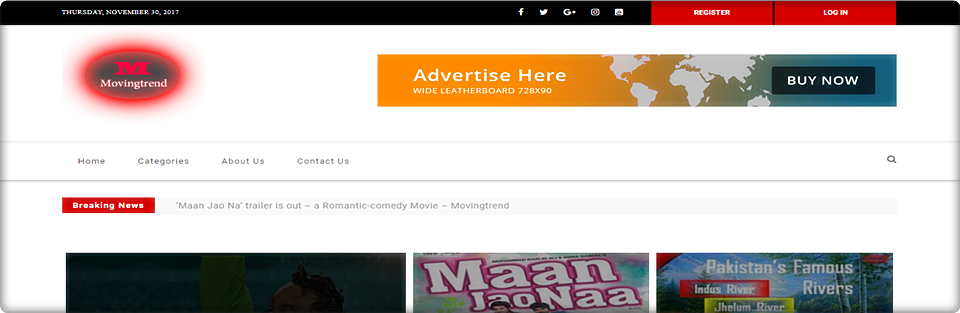 THURSDAY, NOVEMBER 30, 2017
REGISTER
LOG IN
M
Movingtrend
Advertise Here
WIDE LEATHERBOARD 728X90
BUY NOW
Home
Categories
About Us
Contact Us
Breaking News
'Maan Jao Na' trailer is out – a Romantic-comedy Movie – Movingtrend
Maan
JaoNaa
Pakistan's Famous
Rivers
Indus River
Jhelum River